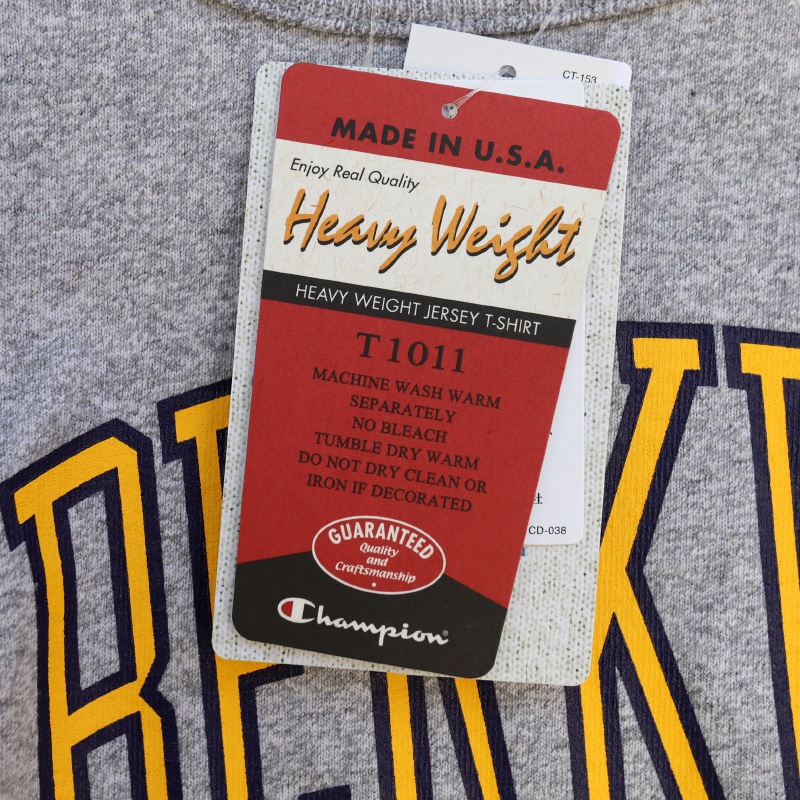 CT-153
MADE IN U.S.A.
Enjoy Real Quality
Heavy Weight
HEAVY WEIGHT JERSEY T-SHIRT
T1011
MACHINE WASH WARM
SEPARATELY
NO BLEACH
TUMBLE DRY WARM
DO NOT DRY CLEAN OR
IRON IF DECORATED
社
CD-038
GUARANTEED
Quality
and
Craftsmanship
Champion®